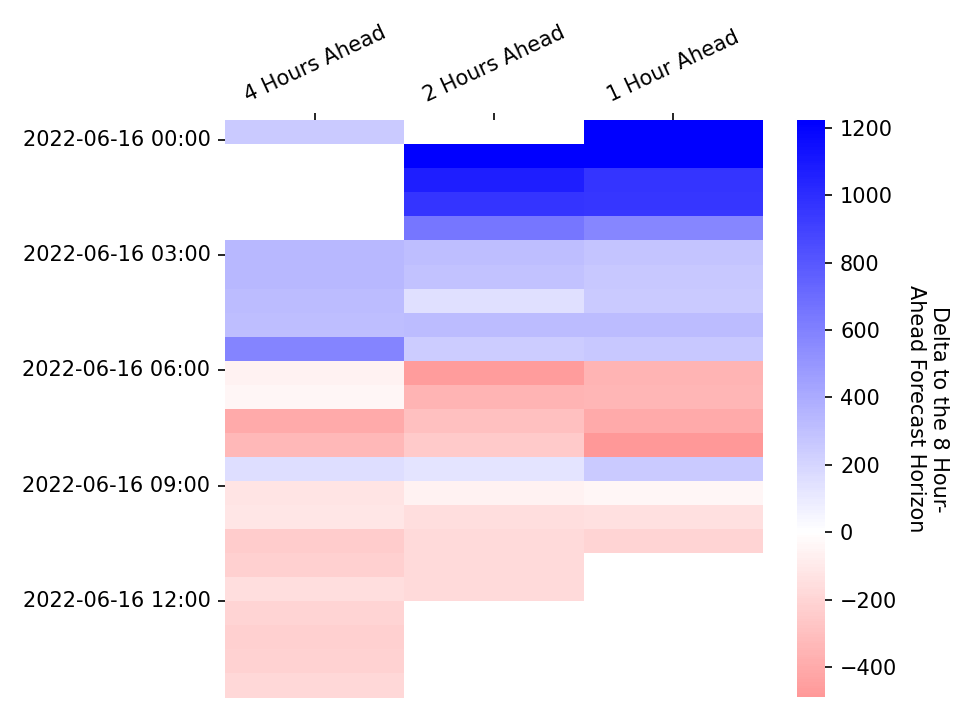 4 Hours Ahead
2 Hours Ahead
1 Hour Ahead
2022-06-16 00:00
2022-06-16 03:00
2022-06-16 06:00
2022-06-16 09:00
2022-06-16 12:00
1200
1000
800
600
400
200
0
−200
−400
Delta to the 8 Hour-
Ahead Forecast Horizon